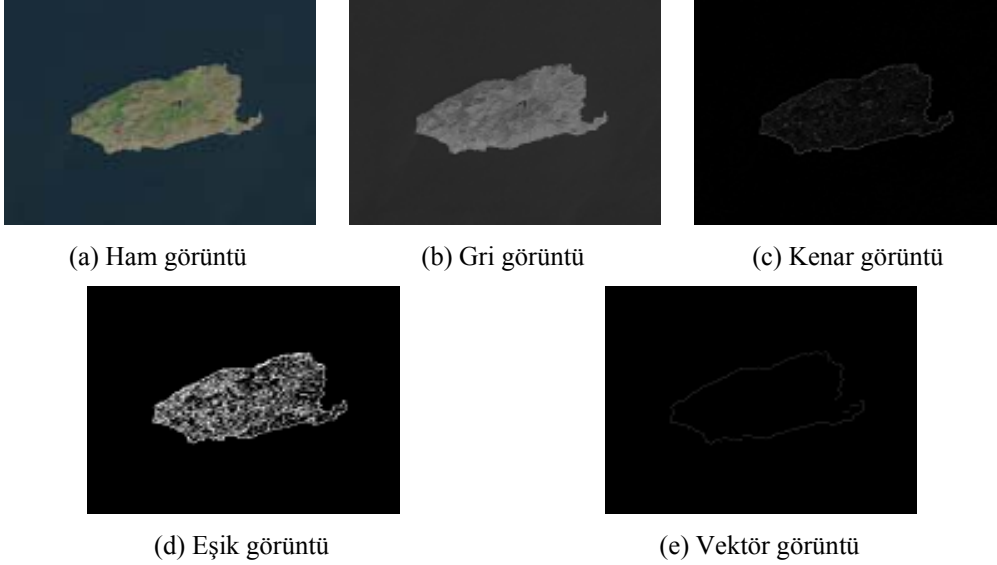 (a) Ham görüntü
(b) Gri görüntü
(c) Kenar görüntü
(d) Eşik görüntü
(e) Vektör görüntü